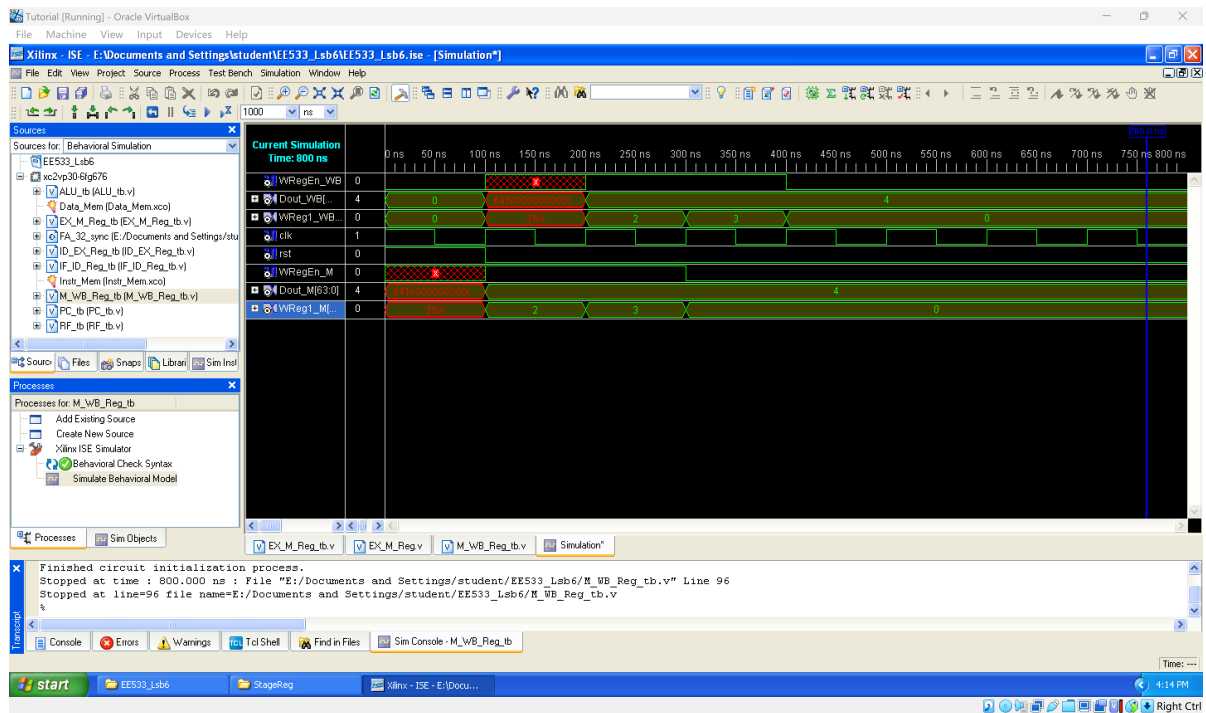 Tutorial [Running] - Oracle VirtualBox
File Machine View Input Devices Help
Xilinx - ISE - E:\Documents and Settings\student\EE533_Lsb6\EE533_Lsb6.ise - [Simulation*]
File Edit View Project Source Process Test Bench Simulation Window Help
1000 ns
Sources
Sources for: Behavioral Simulation
EE533_Lsb6
xc2vp30-6fg676
ALU_tb (ALU_tb.v)
Data_Mem (Data_Mem.xco)
EX_M_Reg_tb (EX_M_Reg_tb.v)
FA_32_sync (E:/Documents and Settings/stu
ID_EX_Reg_tb (ID_EX_Reg_tb.v)
IF_ID_Reg_tb (IF_ID_Reg_tb.v)
Instr_Mem (Instr_Mem.xco)
M_WB_Reg_tb (M_WB_Reg_tb.v)
PC_tb (PC_tb.v)
RF_tb (RF_tb.v)
Files Snaps Librari Sim Inst
Processes
Processes for: M_WB_Reg_tb
Add Existing Source
Create New Source
Xilinx ISE Simulator
Behavioral Check Syntax
Simulate Behavioral Model
Processes Sim Objects
Current Simulation
Time: 800 ns
0 ns 50 ns 100 ns 150 ns 200 ns 250 ns 300 ns 350 ns 400 ns 450 ns 500 ns 550 ns 600 ns 650 ns 700 ns 750 ns 800 ns
WRegEn_WB 0 X
Dout_WB[... 4 0 4
WReg1_WB... 0 0 2 3 0
clk 1
rst 0
WRegEn_M 0 X
Dout_M[63:0] 4 4
WReg1_M[... 0 2 3 0
EX_M_Reg_tb.v EX_M_Reg.v M_WB_Reg_tb.v Simulation*
Finished circuit initialization process.
Stopped at time : 800.000 ns : File "E:/Documents and Settings/student/EE533_Lsb6/M_WB_Reg_tb.v" Line 96
Stopped at line=96 file name=E:/Documents and Settings/student/EE533_Lsb6/M_WB_Reg_tb.v
%
Transcript
Console Errors Warnings Tcl Shell Find in Files Sim Console - M_WB_Reg_tb
Time: ---
start EE533_Lsb6 StageReg Xilinx - ISE - E:\Docu... 4:14 PM
Right Ctrl